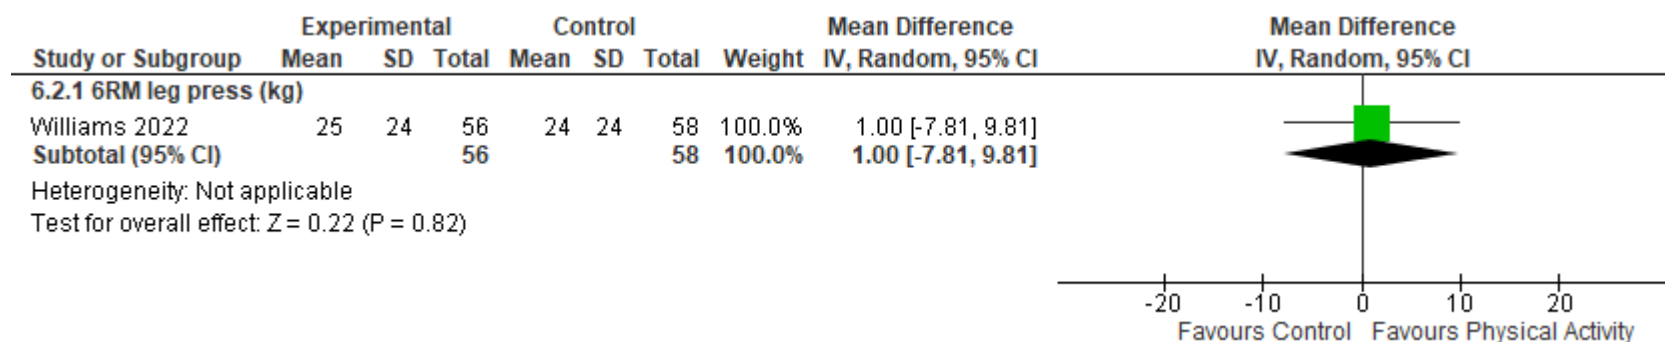 Experimental Control Mean Difference Mean Difference
Study or Subgroup Mean SD Total Mean SD Total Weight IV, Random, 95% CI IV, Random, 95% CI
6.2.1 6RM leg press (kg)
Williams 2022 25 24 56 24 24 58 100.0% 1.00 [-7.81, 9.81]
Subtotal (95% CI) 56 58 100.0% 1.00 [-7.81, 9.81]
Heterogeneity: Not applicable
Test for overall effect: Z = 0.22 (P = 0.82)
-20 -10 0 10 20
Favours Control Favours Physical Activity